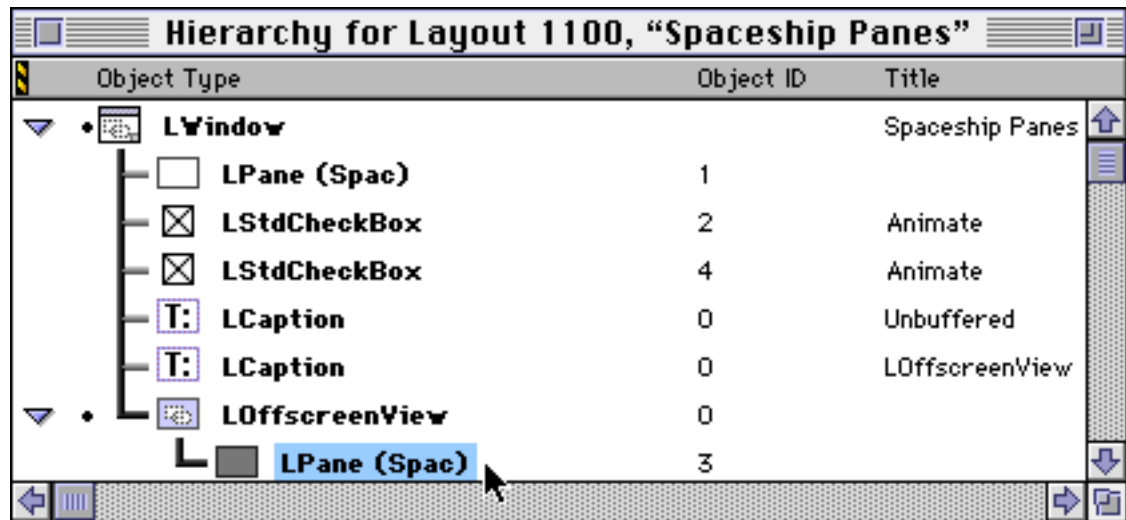 Hierarchy for Layout 1100, “Spaceship Panes”
Object Type Object ID Title
LWindow Spaceship Panes
LPane (Spac) 1
LStdCheckBox 2 Animate
LStdCheckBox 4 Animate
T: LCaption 0 Unbuffered
T: LCaption 0 LOffscreenView
LOffscreenView 0
LPane (Spac) 3